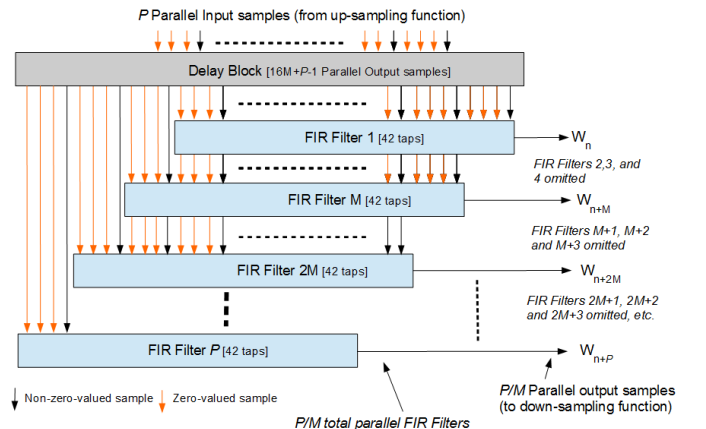 P Parallel Input samples (from up-sampling function)
Delay Block [16M+P-1 Parallel Output samples]
FIR Filter 1 [42 taps]
Wn
FIR Filters 2,3, and
4 omitted
FIR Filter M [42 taps]
Wn+M
FIR Filters M+1, M+2
and M+3 omitted
FIR Filter 2M [42 taps]
Wn+2M
FIR Filters 2M+1, 2M+2
and 2M+3 omitted, etc.
FIR Filter P [42 taps]
Wn+P
Non-zero-valued sample
Zero-valued sample
P/M Parallel output samples
(to down-sampling function)
P/M total parallel FIR Filters